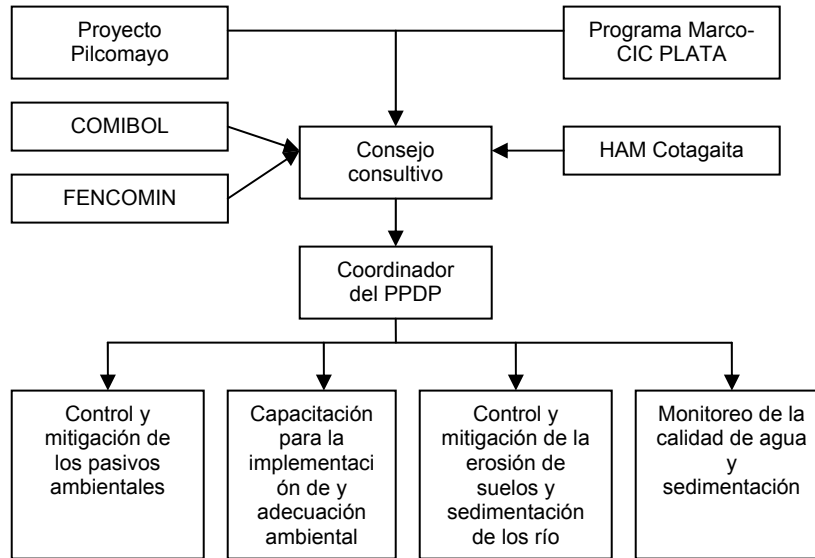 Proyecto
Pilcomayo
Programa Marco-
CIC PLATA
COMIBOL
Consejo
consultivo
HAM Cotagaita
FENCOMIN
Coordinador
del PPDP
Control y
mitigación de
los pasivos
ambientales
Capacitación
para la
implementaci
ón de y
adecuación
ambiental
Control y
mitigación de la
erosión de
suelos y
sedimentación
de los río
Monitoreo de la
calidad de agua
y
sedimentación